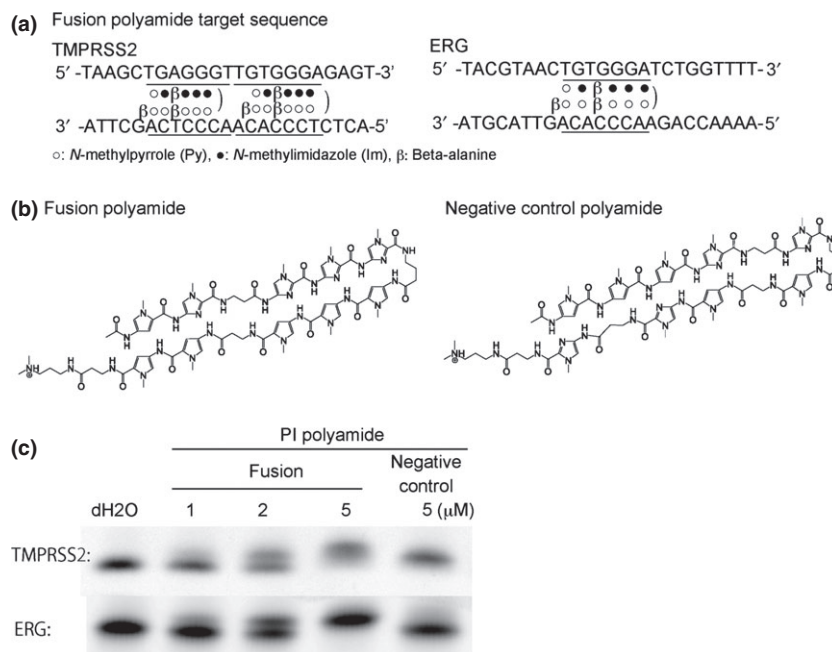 (a) Fusion polyamide target sequence
TMPRSS2
5′ -TAAGCTGAGGGTTGTGGGAGAGT-3'
β
β β
β
β β
3′ -ATTCGACTCCCAACACCCTCTCA-5'
ERG
5′ -TACGTAACTGTGGGATCTGGTTTT-3′
β
β β
3′ -ATGCATTGACACCCAAGACCAAAA-5′
○: N-methylpyrrole (Py), ●: N-methylimidazole (Im), β: Beta-alanine
(b) Fusion polyamide
Negative control polyamide
(c)
PI polyamide
Fusion
Negative
control
dH2O 1 2 5 5 (μM)
TMPRSS2:
ERG: